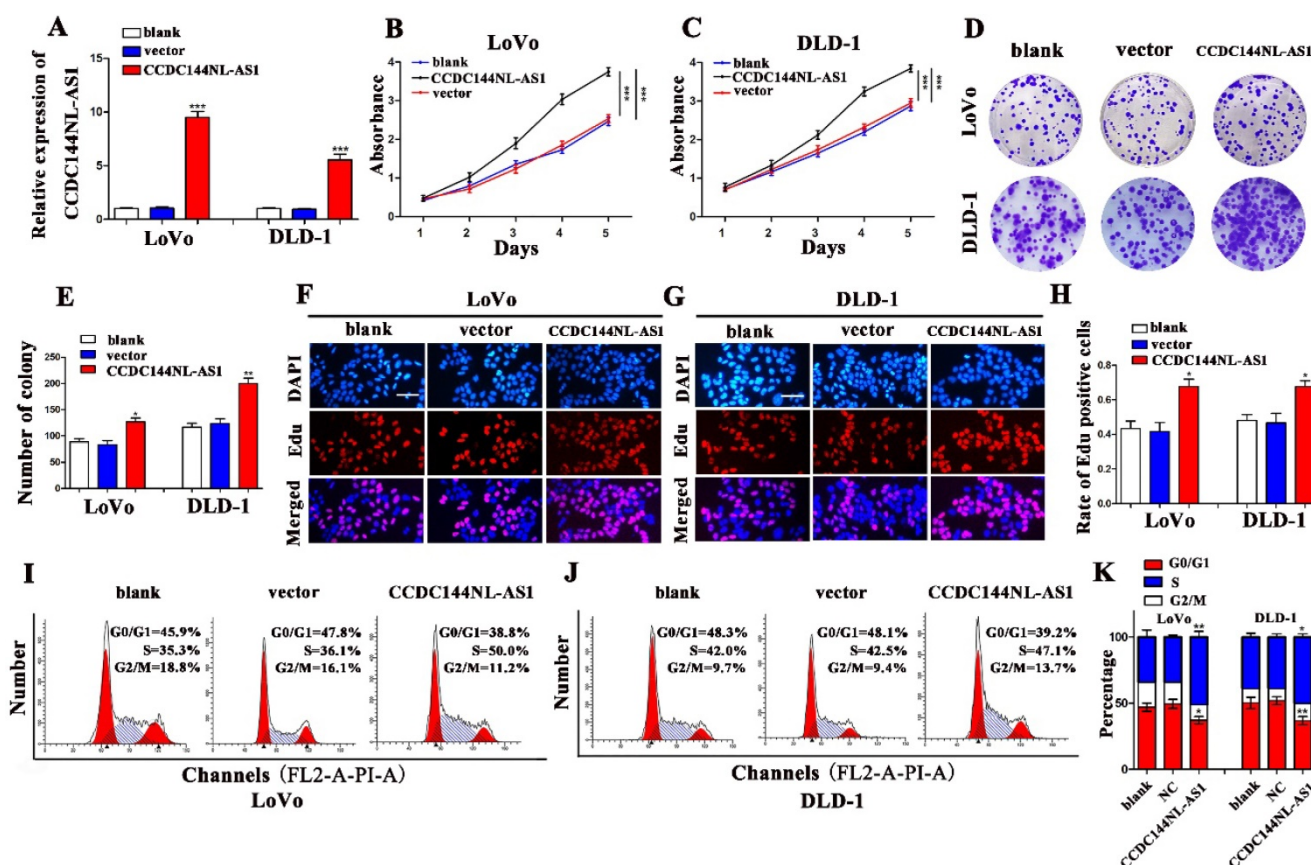 A
blank
vector
CCDC144NL-AS1
Relative expression of
CCDC144NL-AS1
15
10
5
0
***
***
LoVo
DLD-1
B
LoVo
blank
CCDC144NL-AS1
vector
Absorbance
4
3
2
1
0
***
***
1 2 3 4 5
Days
C
DLD-1
blank
CCDC144NL-AS1
vector
Absorbance
4
3
2
1
0
***
***
1 2 3 4 5
Days
D
blank vector CCDC144NL-AS1
LoVo
DLD-1
E
blank
vector
CCDC144NL-AS1
Number of colony
250
200
150
100
50
0
*
**
LoVo
DLD-1
F
LoVo
blank vector CCDC144NL-AS1
DAPI
Edu
Merged
G
DLD-1
blank vector CCDC144NL-AS1
DAPI
Edu
Merged
H
blank
vector
CCDC144NL-AS1
Rate of Edu positive cells
0.8
0.6
0.4
0.2
0.0
*
*
LoVo
DLD-1
I
blank vector CCDC144NL-AS1
Number
G0/G1=45.9%
S=35.3%
G2/M=18.8%
G0/G1=47.8%
S=36.1%
G2/M=16.1%
G0/G1=38.8%
S=50.0%
G2/M=11.2%
Channels (FL2-A-PI-A)
LoVo
J
blank vector CCDC144NL-AS1
Number
G0/G1=48.3%
S=42.0%
G2/M=9.7%
G0/G1=48.1%
S=42.5%
G2/M=9.4%
G0/G1=39.2%
S=47.1%
G2/M=13.7%
Channels (FL2-A-PI-A)
DLD-1
K
G0/G1
S
G2/M
LoVo
DLD-1
Percentage
100
50
0
**
*
*
**
blank
NC
CCDC144NL-AS1
blank
NC
CCDC144NL-AS1